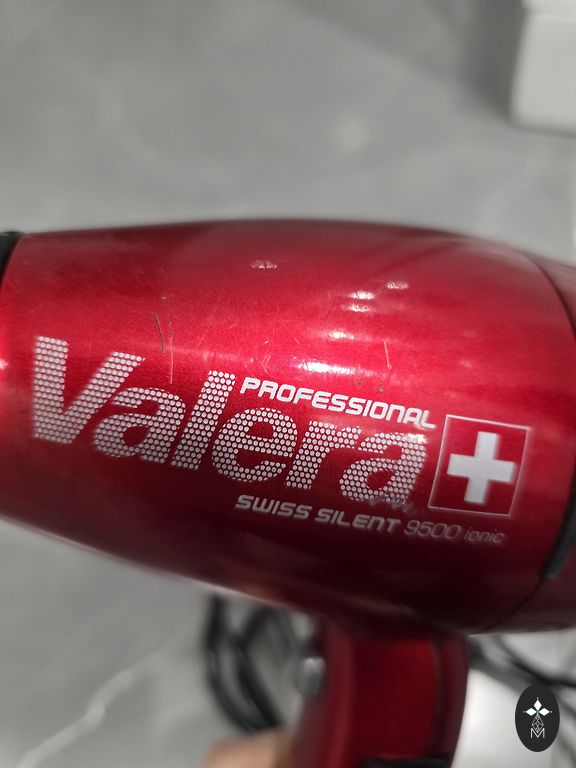 PROFESSIONAL
Valera
SWISS SILENT 9500 ionic
M